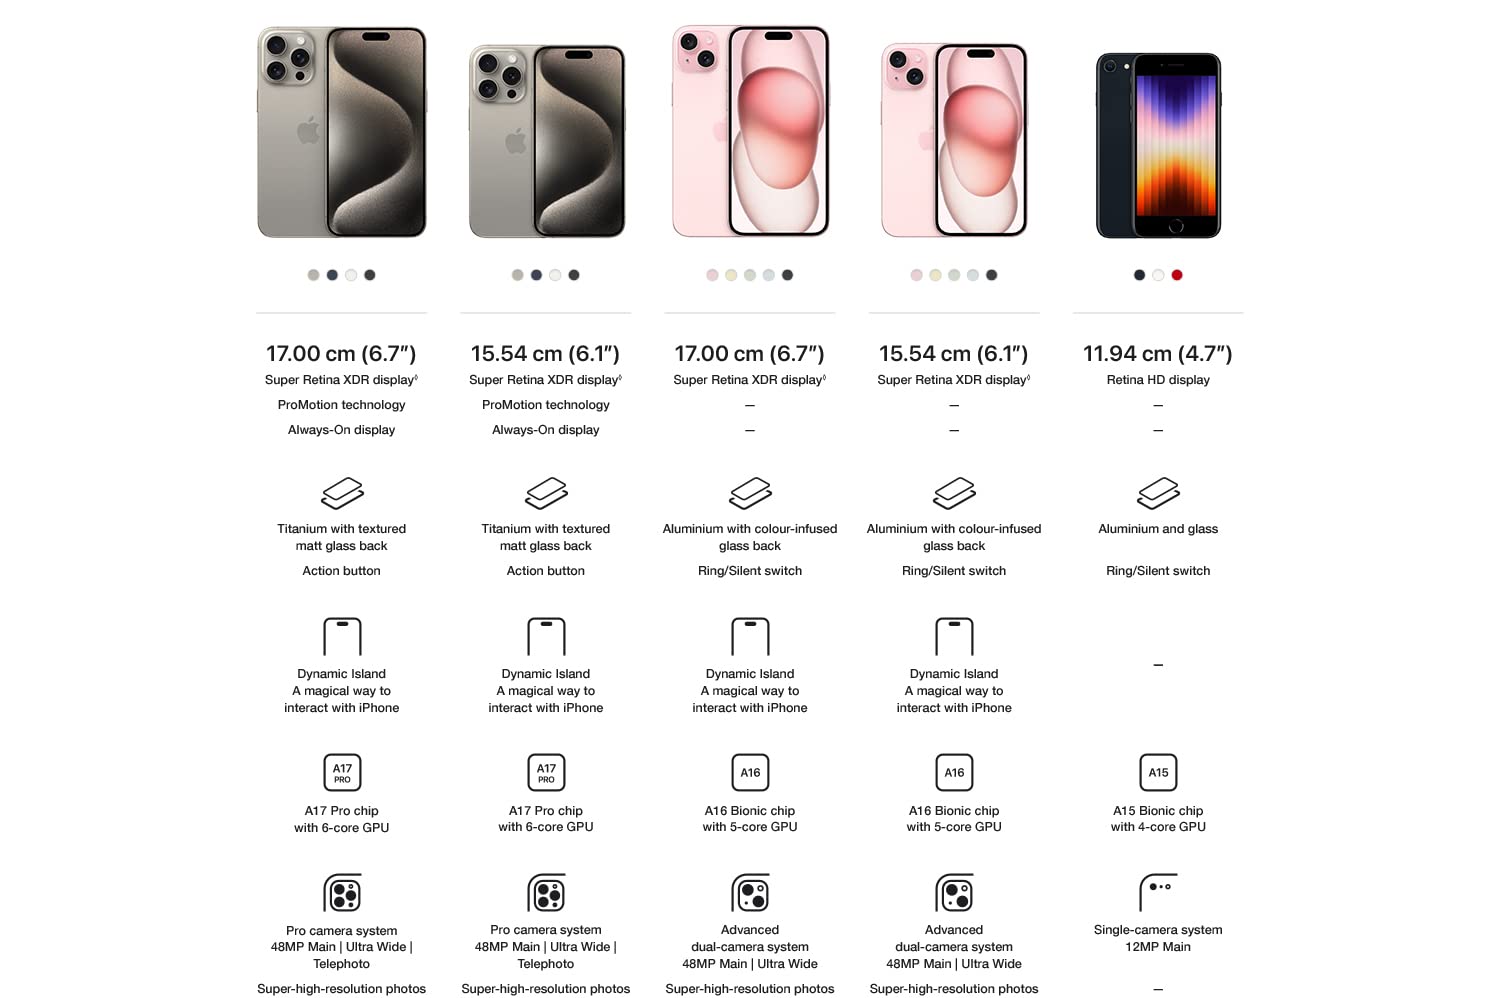 17.00 cm (6.7″) 15.54 cm (6.1″) 17.00 cm (6.7″) 15.54 cm (6.1″) 11.94 cm (4.7″)
Super Retina XDR display◊ Super Retina XDR display◊ Super Retina XDR display◊ Super Retina XDR display◊ Retina HD display
ProMotion technology ProMotion technology – – –
Always-On display Always-On display – – –
Titanium with textured Titanium with textured Aluminium with colour-infused Aluminium with colour-infused Aluminium and glass
matt glass back matt glass back glass back glass back
Action button Action button Ring/Silent switch Ring/Silent switch Ring/Silent switch
–
Dynamic Island Dynamic Island Dynamic Island Dynamic Island
A magical way to A magical way to A magical way to A magical way to
interact with iPhone interact with iPhone interact with iPhone interact with iPhone
A17 A17 A16 A16 A15
PRO PRO
A17 Pro chip A17 Pro chip A16 Bionic chip A16 Bionic chip A15 Bionic chip
with 6-core GPU with 6-core GPU with 5-core GPU with 5-core GPU with 4-core GPU
Pro camera system Pro camera system Advanced Advanced Single-camera system
48MP Main | Ultra Wide | 48MP Main | Ultra Wide | dual-camera system dual-camera system 12MP Main
Telephoto Telephoto 48MP Main | Ultra Wide 48MP Main | Ultra Wide
Super-high-resolution photos Super-high-resolution photos Super-high-resolution photos Super-high-resolution photos –